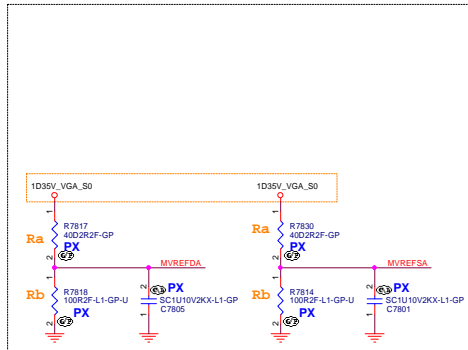 1D35V_VGA_S0
1D35V_VGA_S0
1
R7817
40D2R2F-GP
Ra
PX
2
1
R7830
40D2R2F-GP
Ra
PX
2
MVREFDA
MVREFSA
1
R7818
100R2F-L1-GP-U
Rb
PX
2
PX
2
SC1U10V2KX-L1-GP
C7805
1
1
R7814
100R2F-L1-GP-U
Rb
PX
2
PX
2
SC1U10V2KX-L1-GP
C7801
1